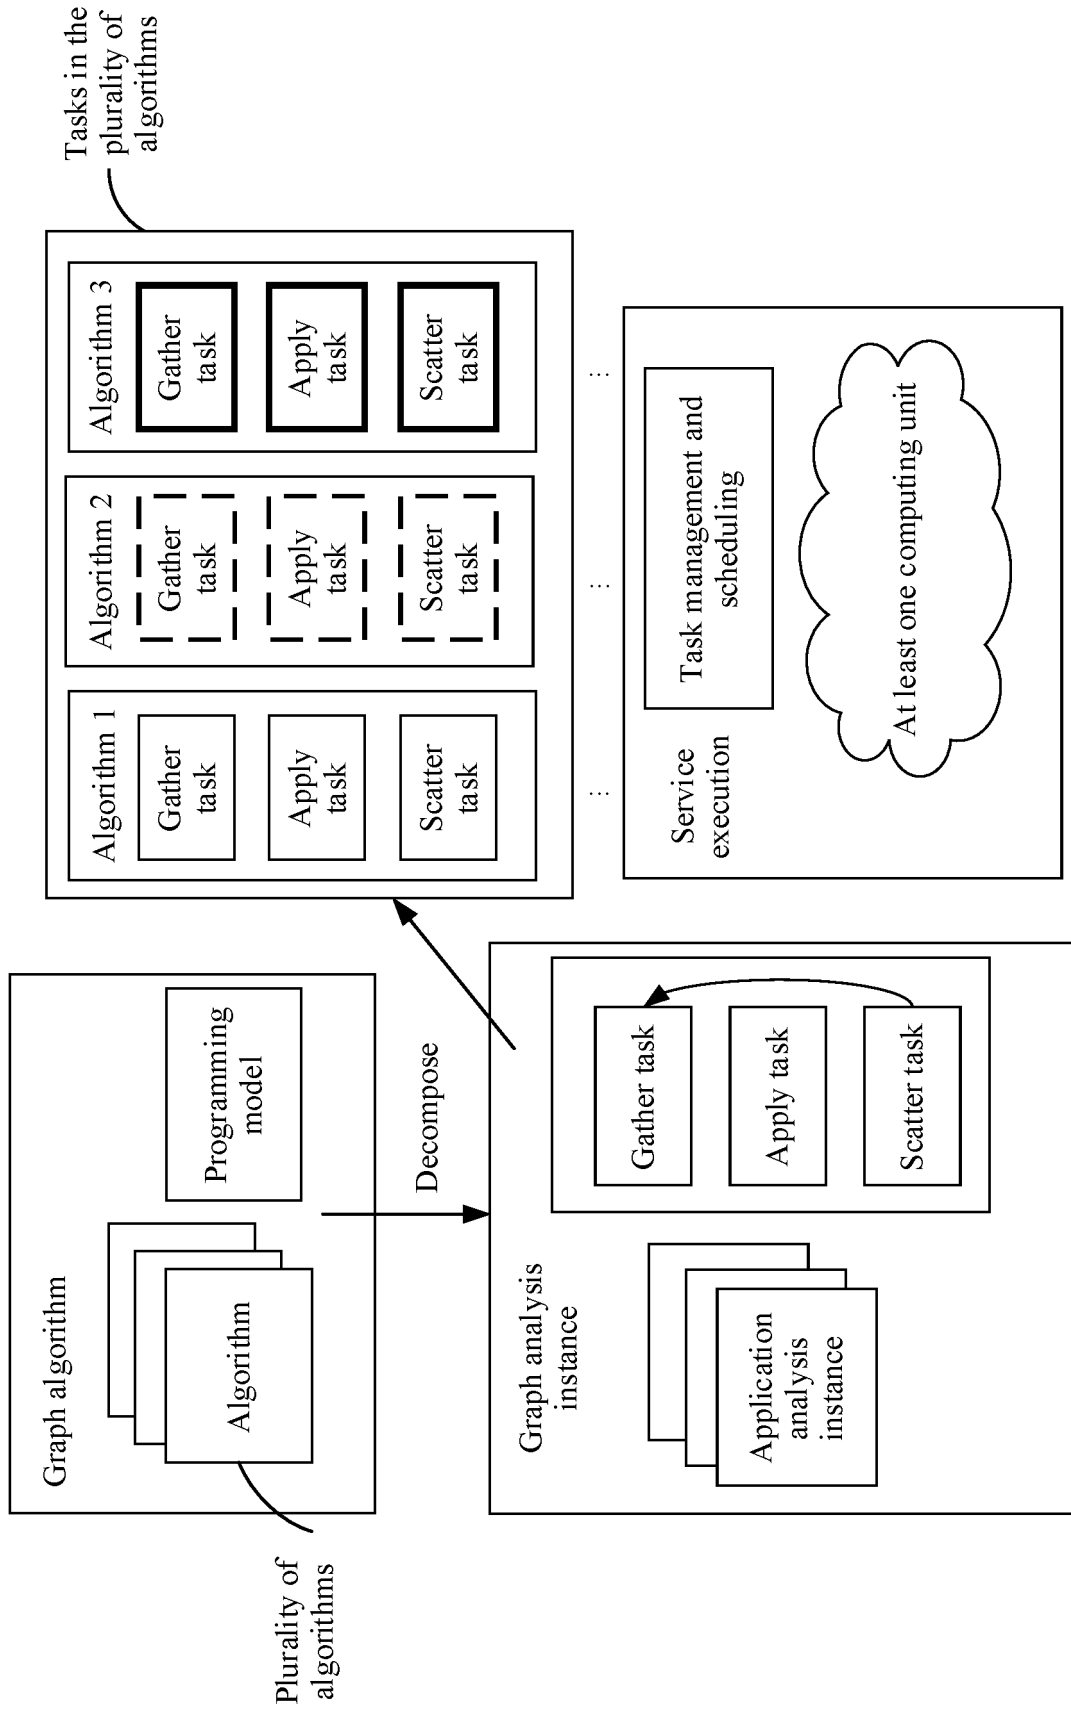 Graph algorithm
Algorithm
Programming
model
Plurality of
algorithms
Decompose
Graph analysis
instance
Application
analysis
instance
Gather task
Apply task
Scatter task
Tasks in the
plurality of
algorithms
Algorithm 1
Gather
task
Apply
task
Scatter
task
...
Algorithm 2
Gather
task
Apply
task
Scatter
task
...
Algorithm 3
Gather
task
Apply
task
Scatter
task
...
Service
execution
Task management and
scheduling
At least one computing unit